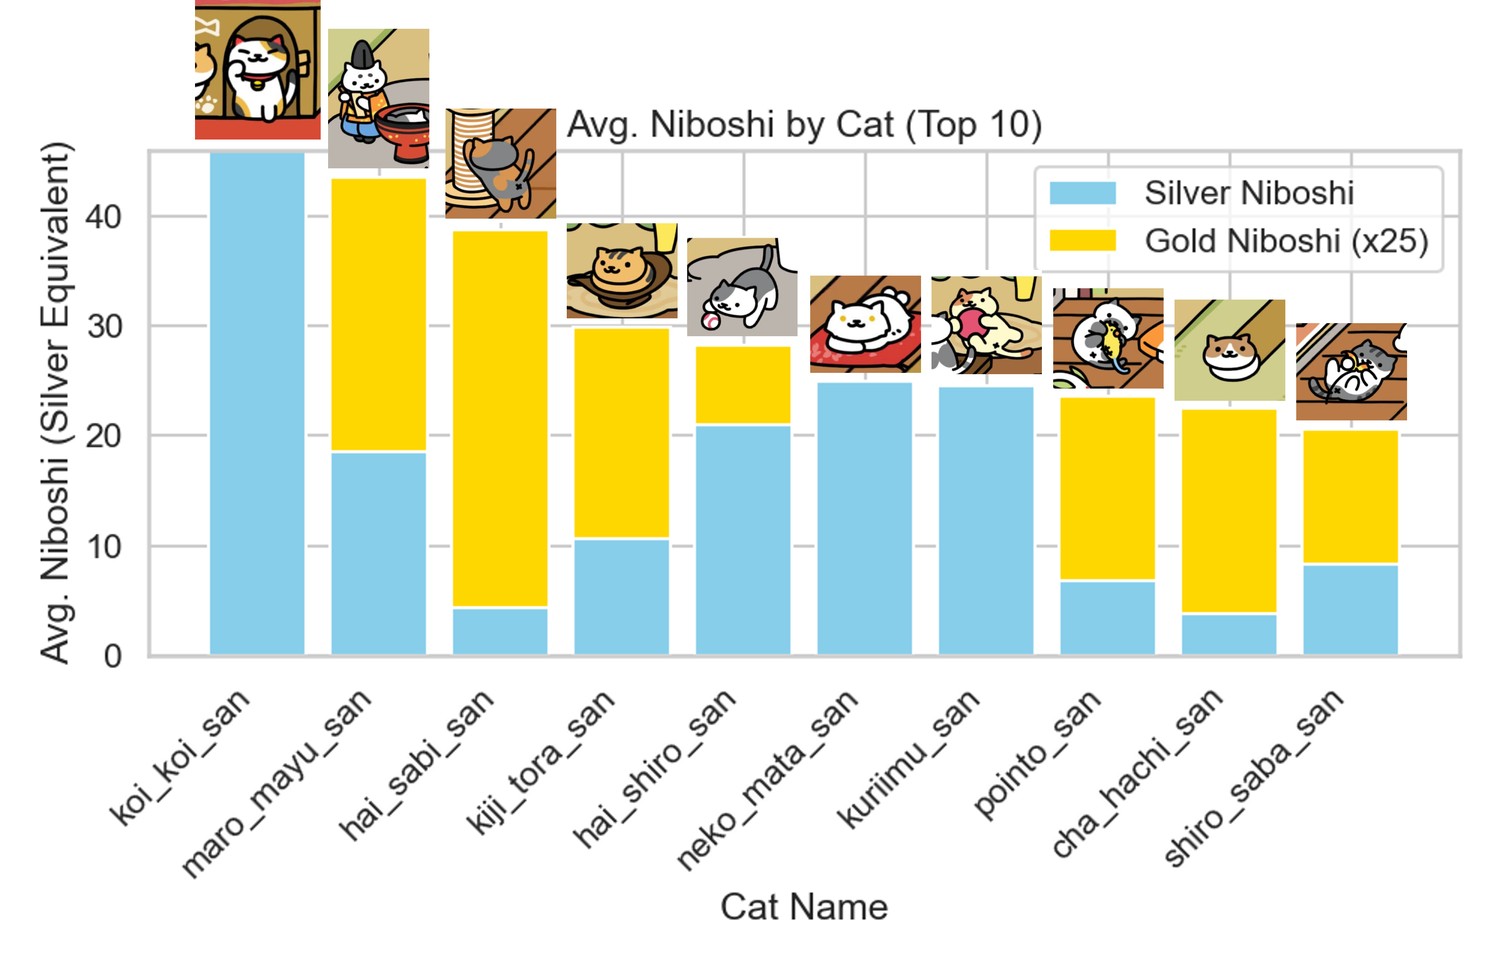 Avg. Niboshi by Cat (Top 10)
Silver Niboshi
Gold Niboshi (x25)
Avg. Niboshi (Silver Equivalent)
40
30
20
10
0
koi_koi_san
maro_mayu_san
hai_sabi_san
kiji_tora_san
hai_shiro_san
neko_mata_san
kuriimu_san
pointo_san
cha_hachi_san
shiro_saba_san
Cat Name